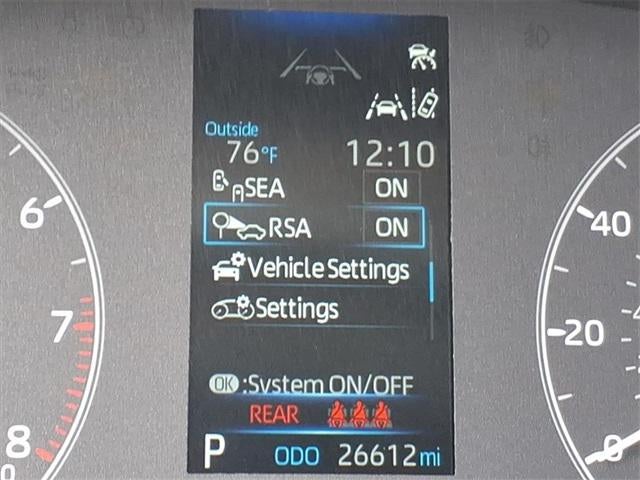 Outside
76°F 12:10
SEA ON
RSA ON
Vehicle Settings
Settings
OK :System ON/OFF
REAR
P ODO 26612 mi
6
7
8
0
40
20
0